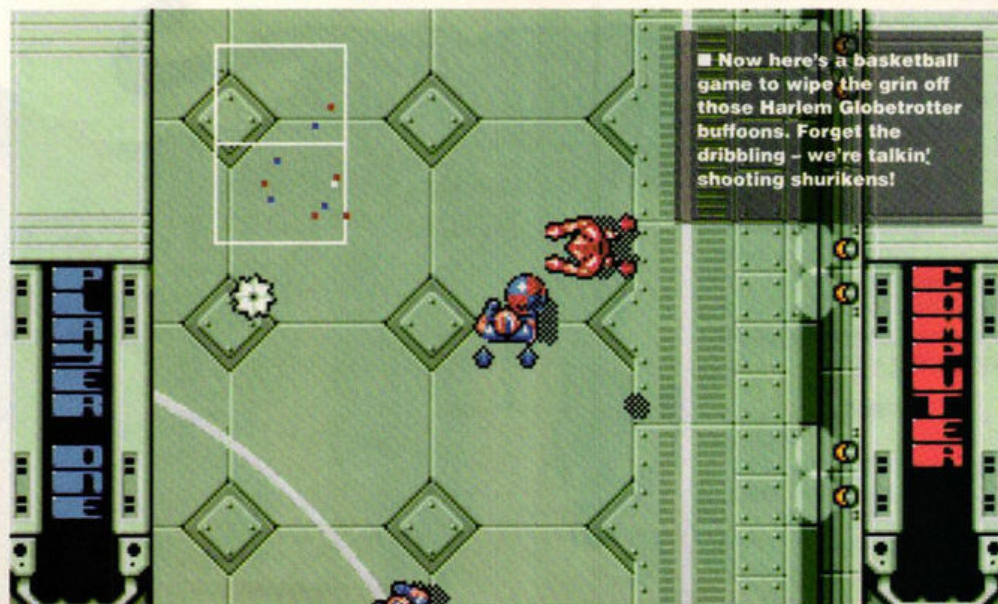 ■ Now here's a basketball
game to wipe the grin off
those Harlem Globetrotter
buffoons. Forget the
dribbling – we're talkin',
shooting shurikens!
PLAYER ONE
COMPUTER